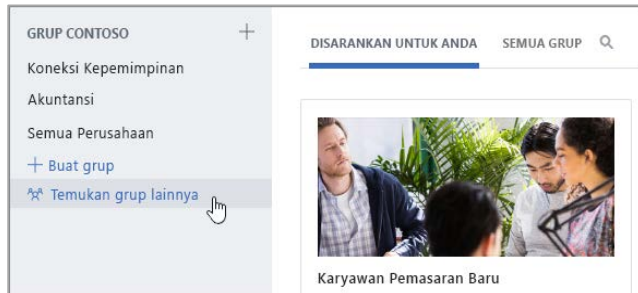 GRUP CONTOSO
Koneksi Kepemimpinan
Akuntansi
Semua Perusahaan
+ Buat grup
Temukan grup lainnya
DISARANKAN UNTUK ANDA SEMUA GRUP
Karyawan Pemasaran Baru